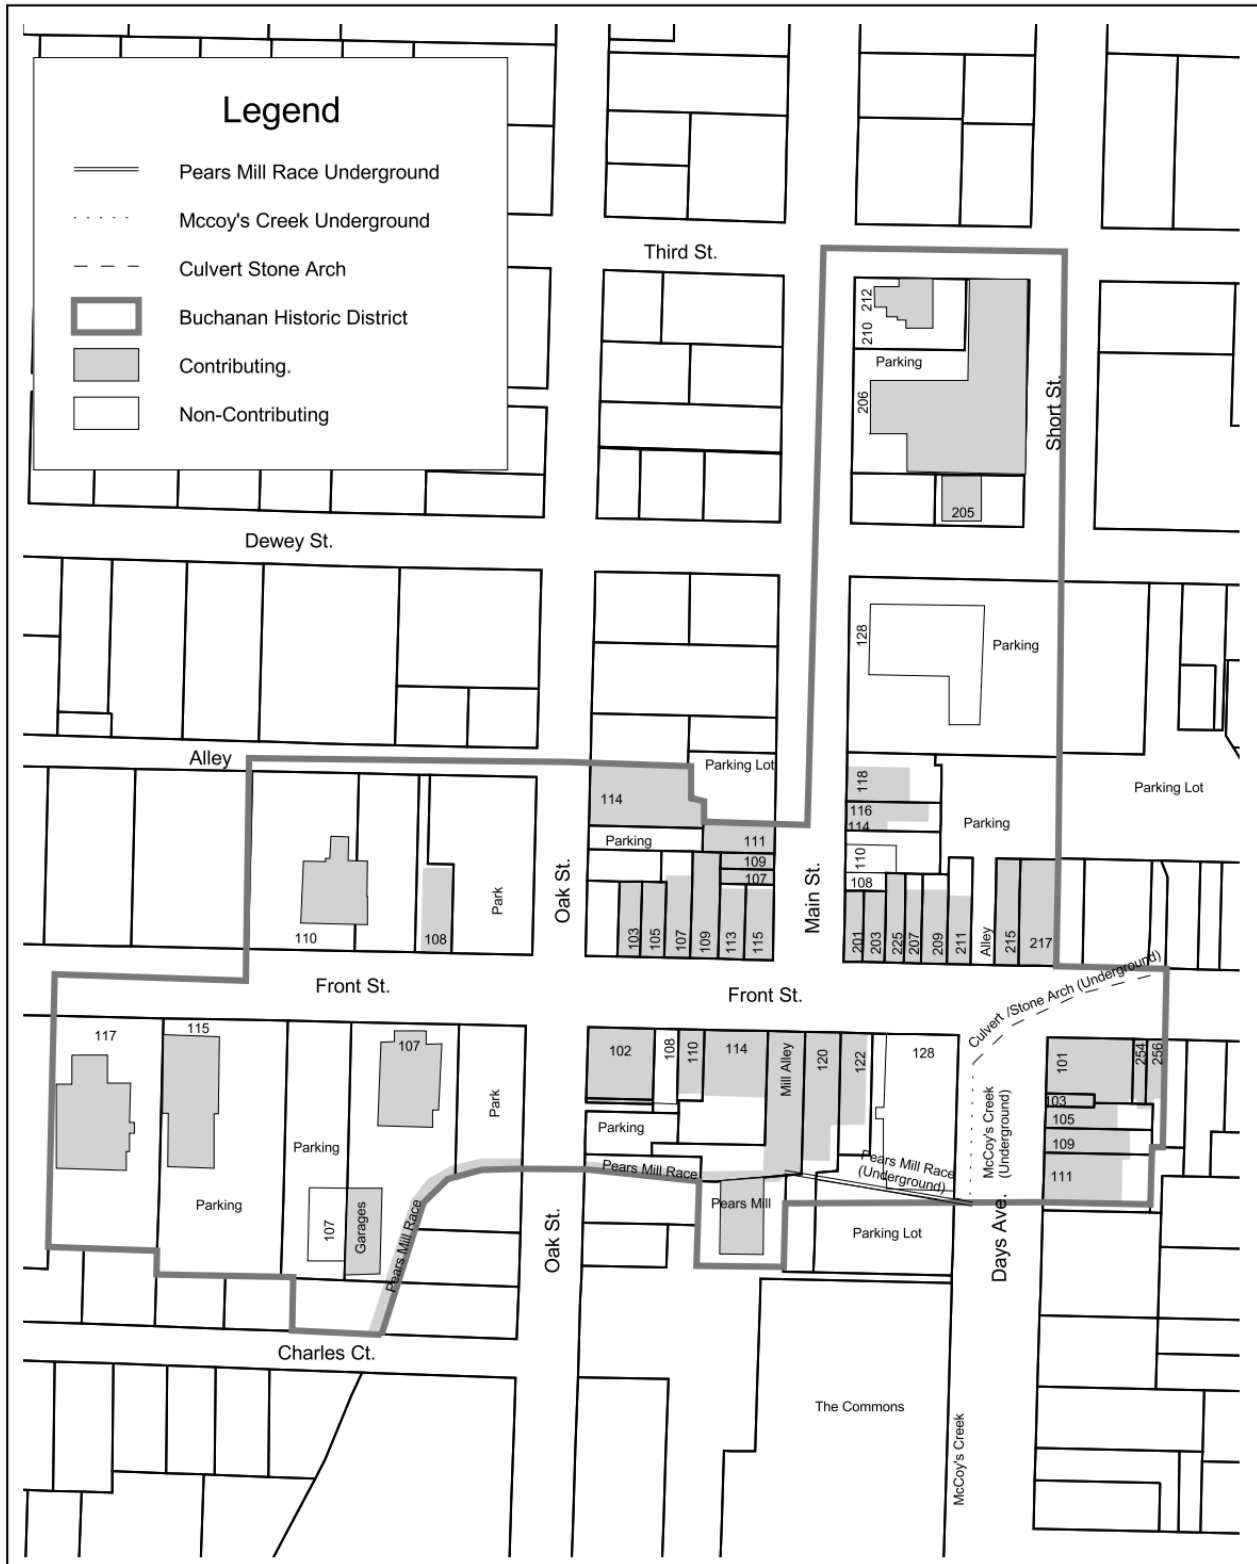 Legend
Pears Mill Race Underground
Mccoy's Creek Underground
Culvert Stone Arch
Buchanan Historic District
Contributing.
Non-Contributing
Third St.
212
210
Parking
206
Short St.
205
Dewey St.
128
Parking
Alley
Parking Lot
Parking Lot
114
118
116
114
Parking
Parking
111
110
109
107
108
Oak St.
Main St.
Park
110
108
103
105
107
109
113
115
201
203
225
207
209
211
Alley
215
217
Front St.
Front St.
Culvert /Stone Arch (Underground)
117
115
107
102
108
110
114
Mill Alley
120
122
128
101
254
256
103
105
109
111
Park
Parking
Parking
McCoy's Creek
(Underground)
Pears Mill Race
Pears Mill Race
(Underground)
Parking
107
Garages
Pears Mill Race
Pears Mill
Parking Lot
Oak St.
Days Ave.
Charles Ct.
The Commons
McCoy's Creek